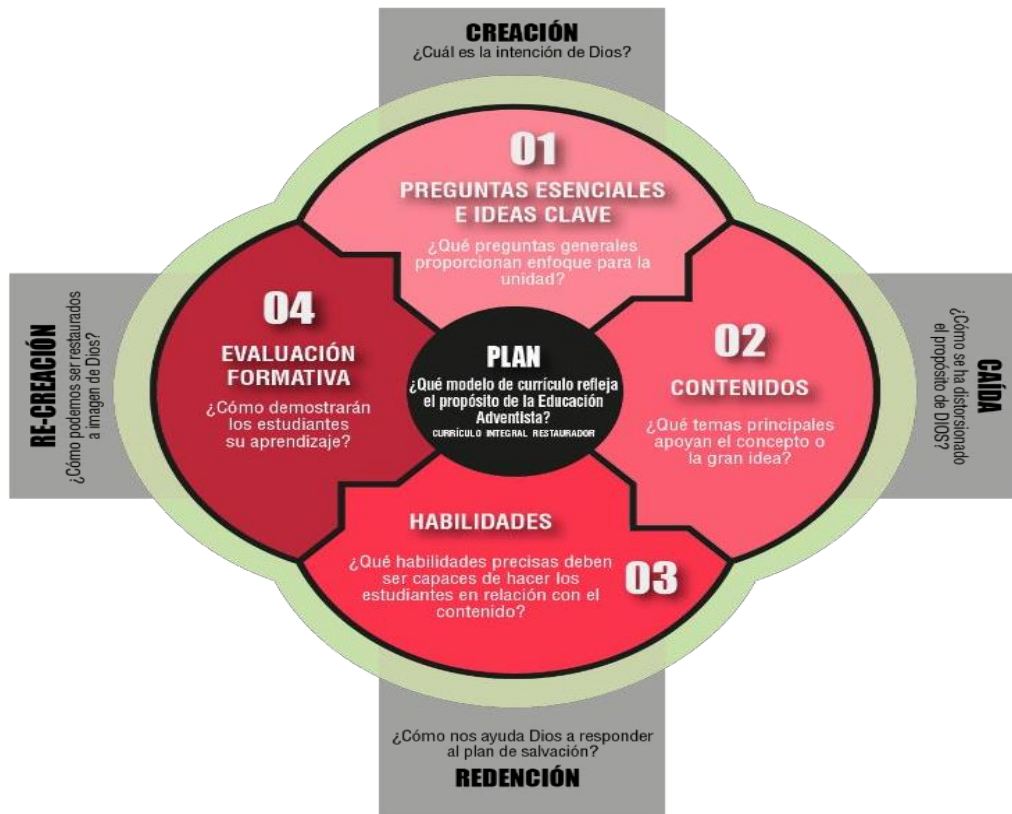 CREACIÓN
¿Cuál es la intención de Dios?
01
PREGUNTAS ESENCIALES
E IDEAS CLAVE
¿Qué preguntas generales
proporcionan enfoque para la
unidad?
02
CONTENIDOS
¿Qué temas principales
apoyan el concepto o
la gran idea?
HABILIDADES
¿Qué habilidades precisas deben
ser capaces de hacer los
estudiantes en relación con el
contenido?
03
04
EVALUACIÓN
FORMATIVA
¿Cómo demostrarán
los estudiantes
su aprendizaje?
PLAN
¿Qué modelo de currículo refleja
el propósito de la Educación
Adventista?
CURRÍCULO INTEGRAL RESTAURADOR
CAÍDA
¿Cómo se ha distorsionado
el propósito de DIOS?
¿Cómo nos ayuda Dios a responder
al plan de salvación?
REDENCIÓN
RE-CREACIÓN
¿Cómo podemos ser restaurados
a imagen de Dios?